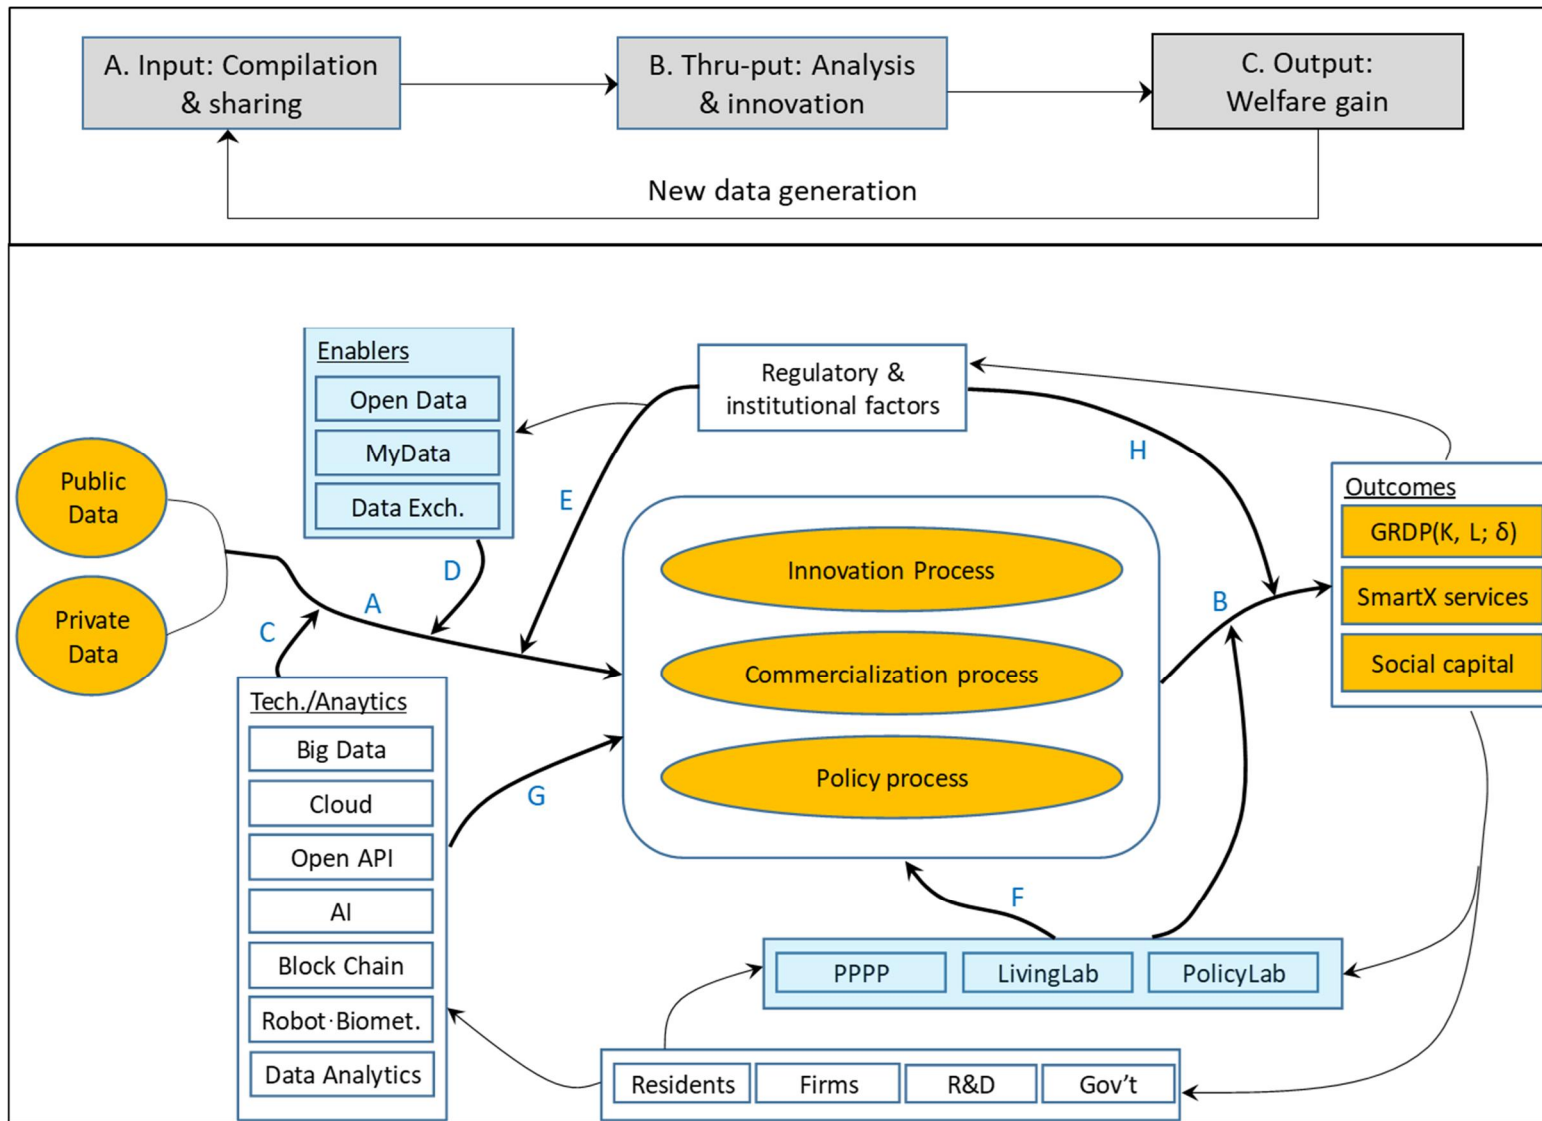 A. Input: Compilation
& sharing
B. Thru-put: Analysis
& innovation
C. Output:
Welfare gain
New data generation
Enablers
Open Data
MyData
Data Exch.
Regulatory &
institutional factors
Public
Data
Private
Data
A
B
C
D
E
F
G
H
Innovation Process
Commercialization process
Policy process
Outcomes
GRDP(K, L; δ)
SmartX services
Social capital
Tech./Anaytics
Big Data
Cloud
Open API
AI
Block Chain
Robot·Biomet.
Data Analytics
PPPP
LivingLab
PolicyLab
Residents
Firms
R&D
Gov't